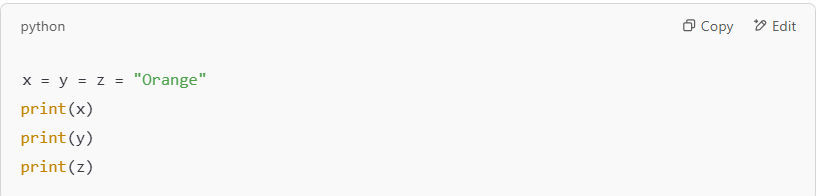 python
Copy
Edit
x = y = z = "Orange"
print(x)
print(y)
print(z)